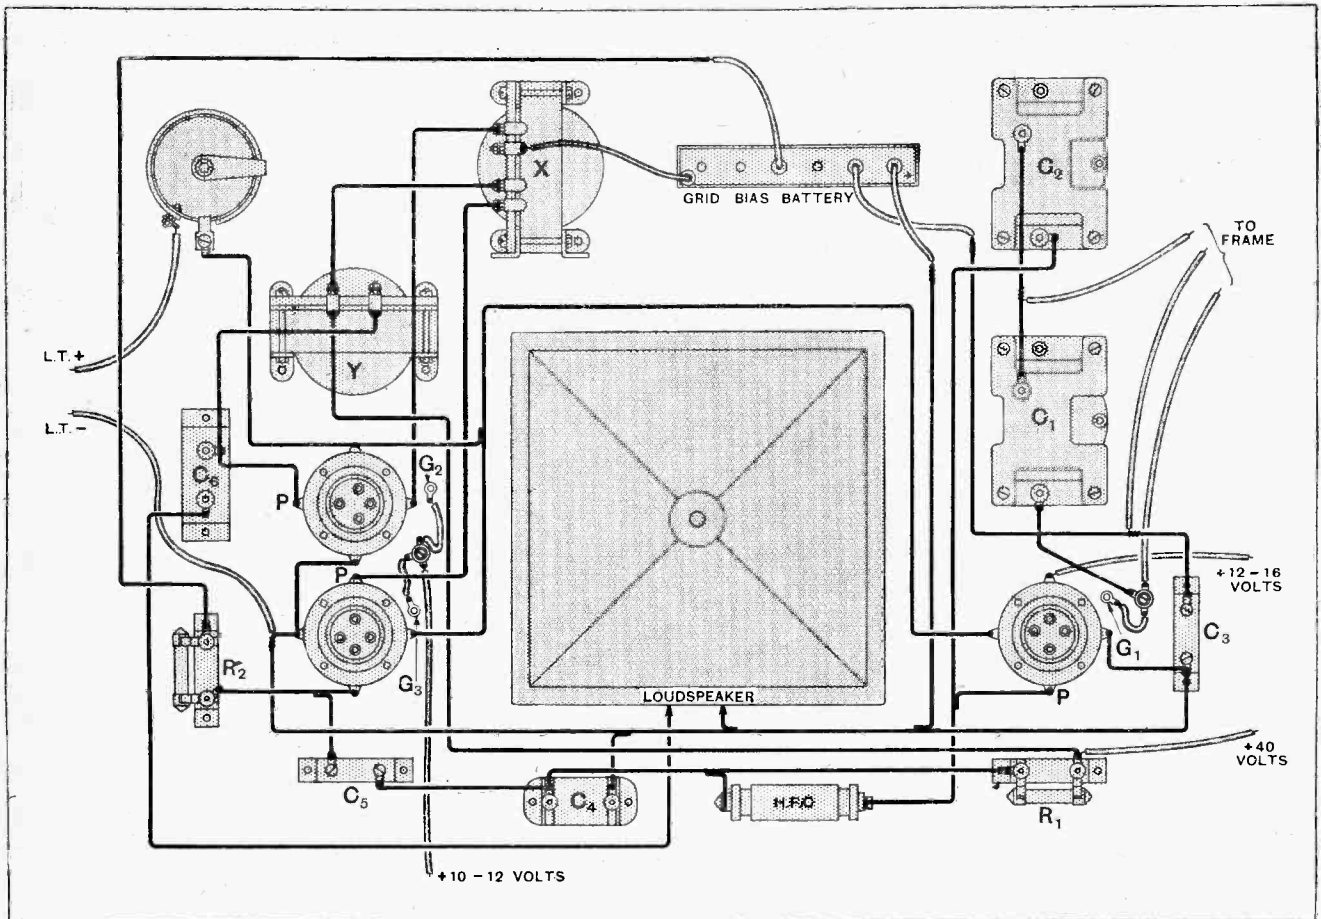 X
GRID BIAS BATTERY
+
C2
TO
FRAME
L.T. +
Y
L.T. -
C1
C6
G2
P
P
+12-16
VOLTS
R2
G3
G1
C3
LOUDSPEAKER
P
+40
VOLTS
C5
C4
H.F.C
R1
+10-12 VOLTS